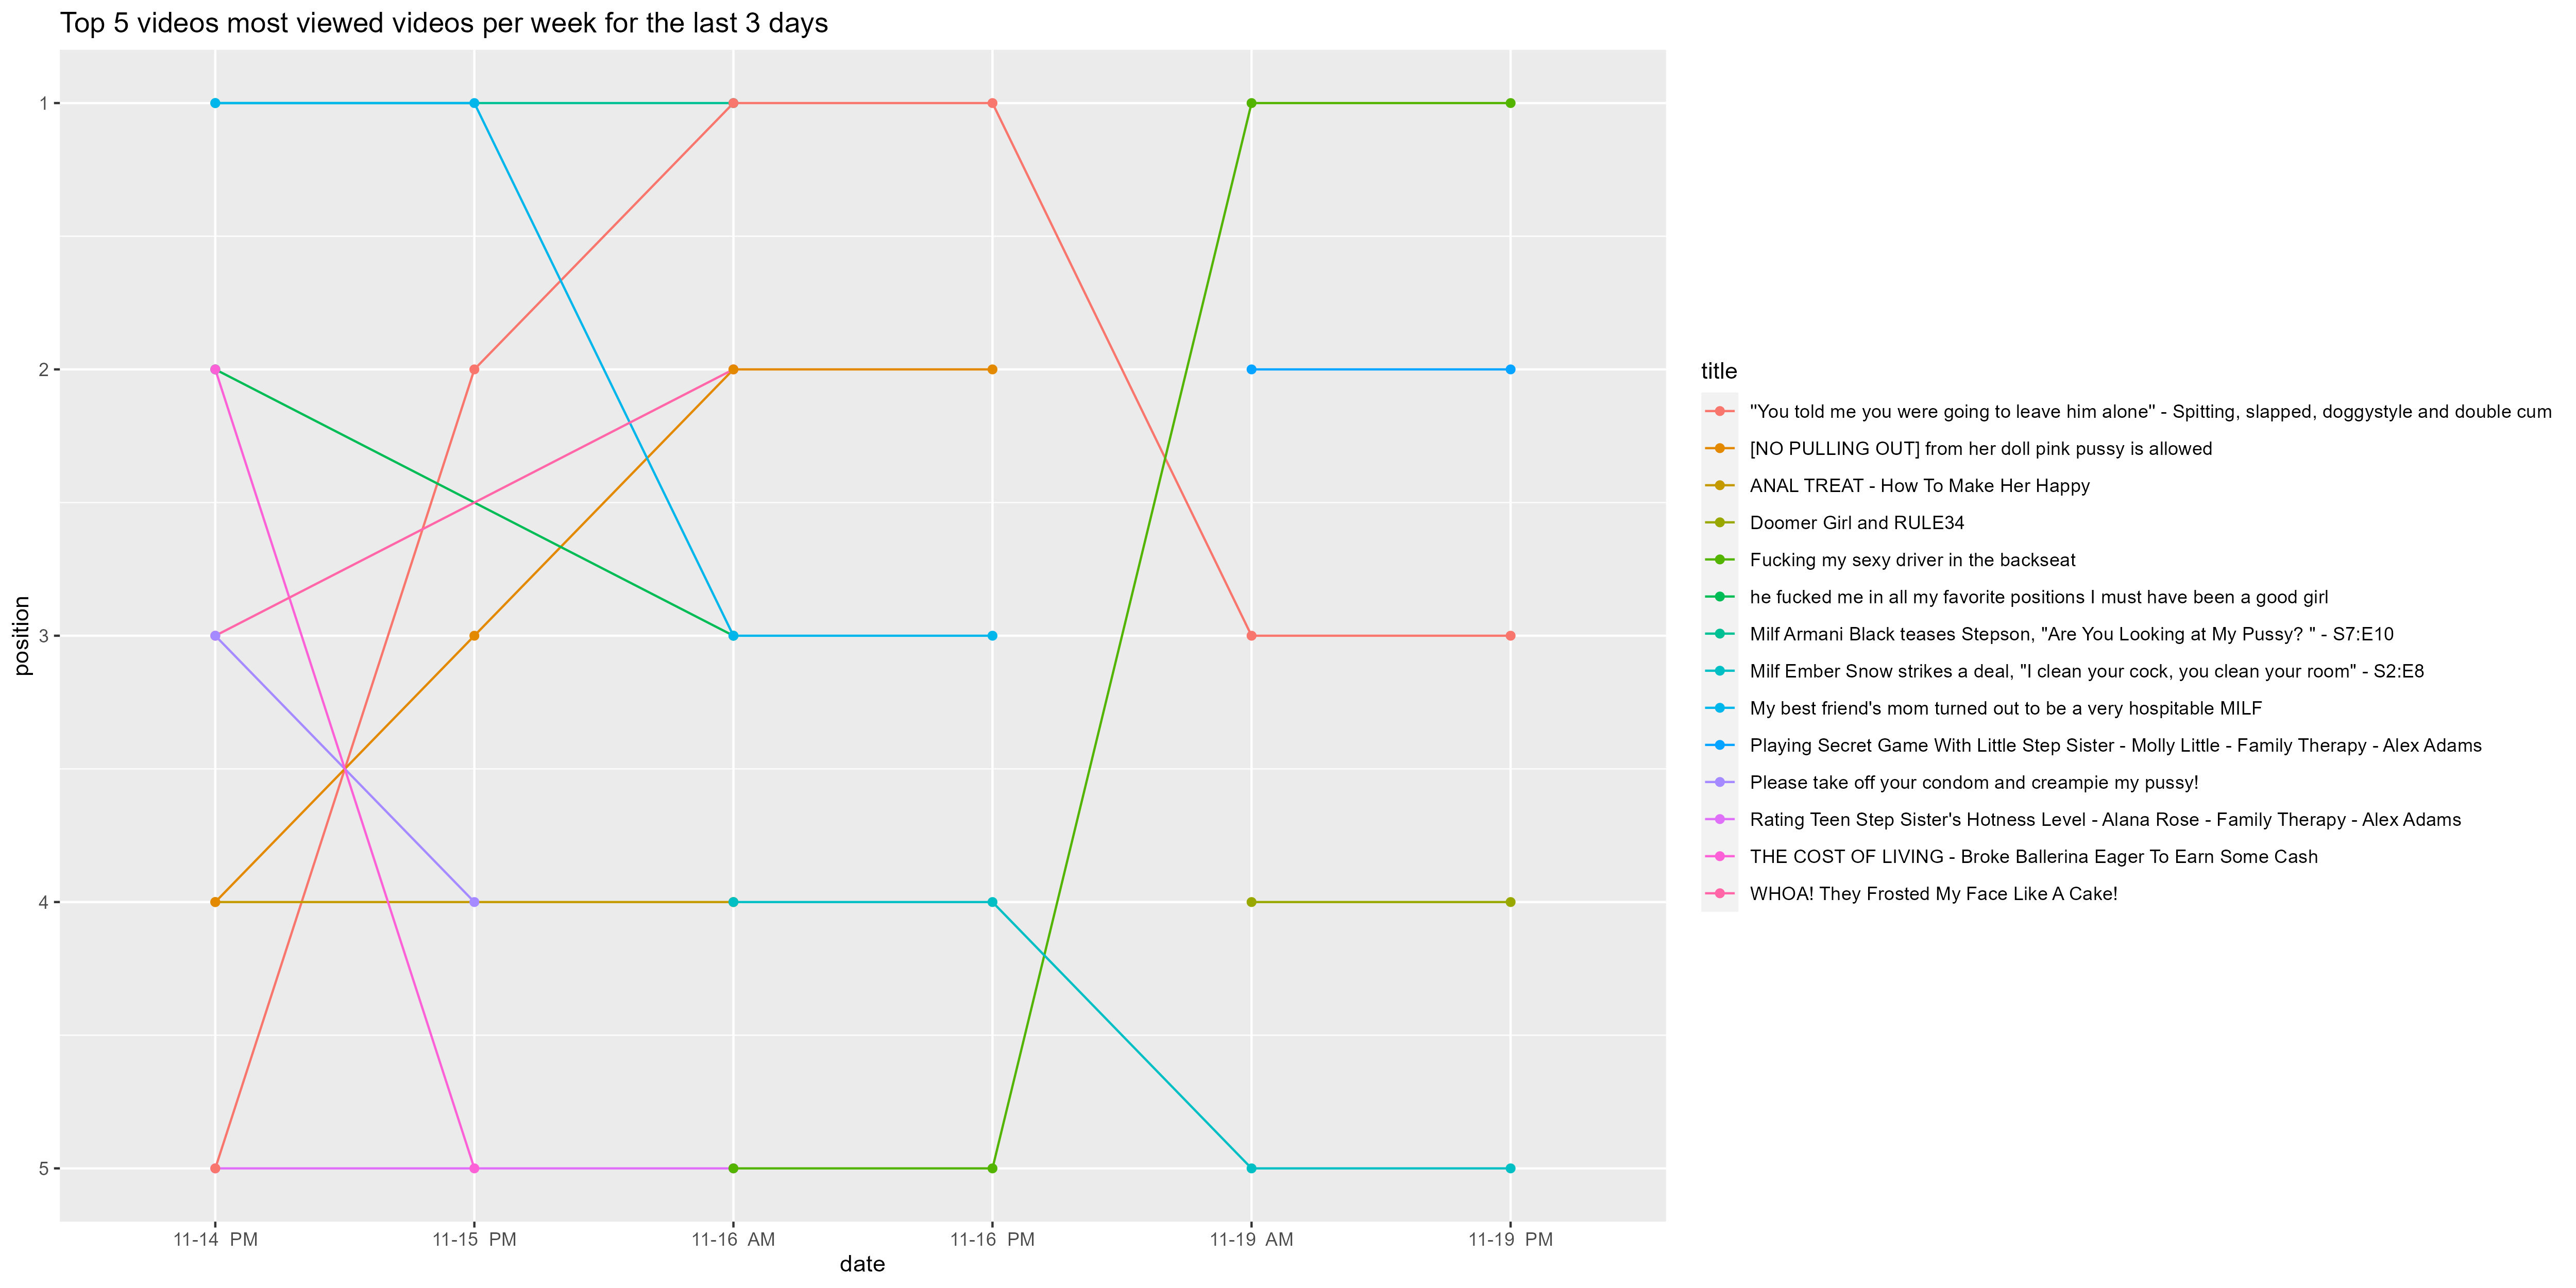 Top 5 videos most viewed videos per week for the last 3 days
position
1
2
3
4
5
11-14 PM
11-15 PM
11-16 AM
11-16 PM
11-19 AM
11-19 PM
date
title
"You told me you were going to leave him alone" - Spitting, slapped, doggystyle and double cum
[NO PULLING OUT] from her doll pink pussy is allowed
ANAL TREAT - How To Make Her Happy
Doomer Girl and RULE34
Fucking my sexy driver in the backseat
he fucked me in all my favorite positions I must have been a good girl
Milf Armani Black teases Stepson, "Are You Looking at My Pussy? " - S7:E10
Milf Ember Snow strikes a deal, "I clean your cock, you clean your room" - S2:E8
My best friend's mom turned out to be a very hospitable MILF
Playing Secret Game With Little Step Sister - Molly Little - Family Therapy - Alex Adams
Please take off your condom and creampie my pussy!
Rating Teen Step Sister's Hotness Level - Alana Rose - Family Therapy - Alex Adams
THE COST OF LIVING - Broke Ballerina Eager To Earn Some Cash
WHOA! They Frosted My Face Like A Cake!